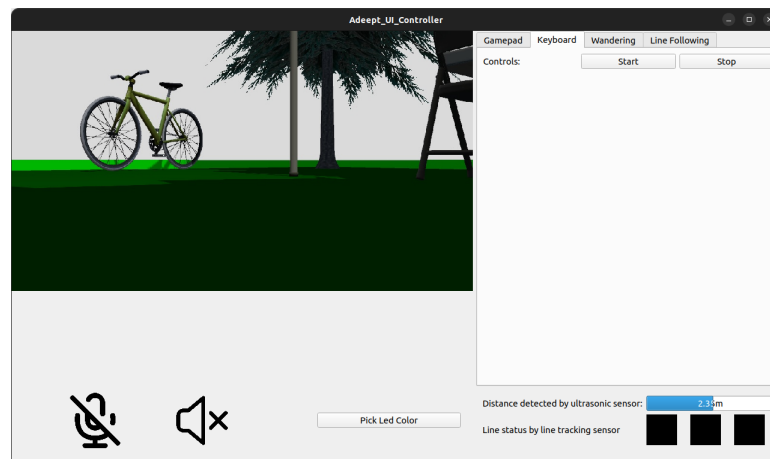 Adeept_UI_Controller
Gamepad Keyboard Wandering Line Following
Controls: Start Stop
Pick Led Color
Distance detected by ultrasonic sensor: 2.35m
Line status by line tracking sensor